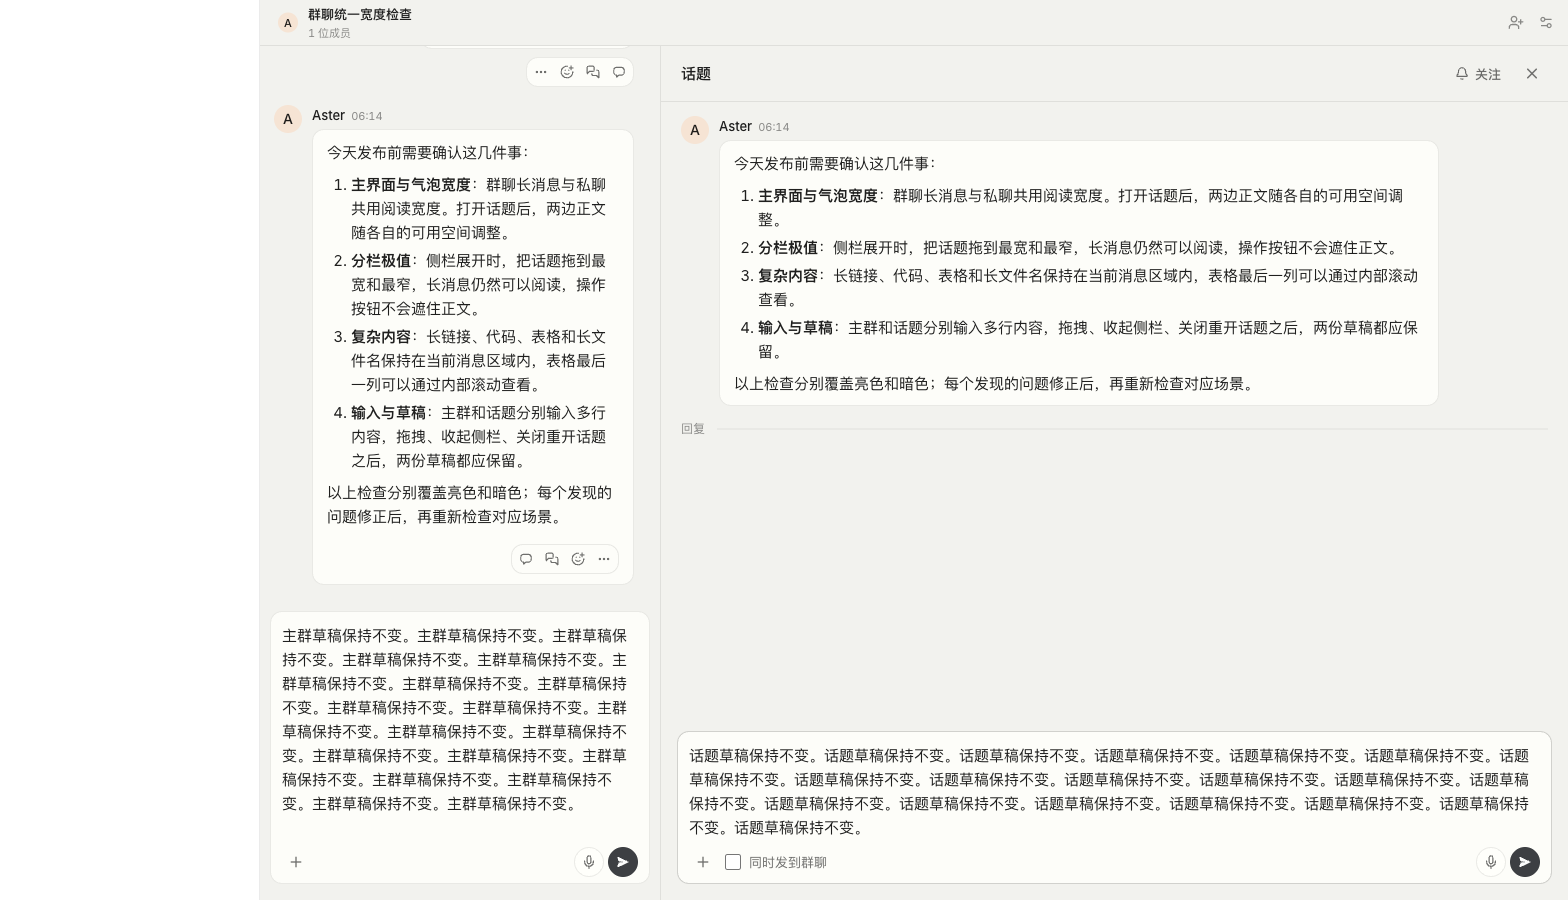 A
群聊统一宽度检查
1 位成员
A
Aster 06:14
今天发布前需要确认这几件事：
1. 主界面与气泡宽度：群聊长消息与私聊
共用阅读宽度。打开话题后，两边正文
随各自的可用空间调整。
2. 分栏极值：侧栏展开时，把话题拖到最
宽和最窄，长消息仍然可以阅读，操作
按钮不会遮住正文。
3. 复杂内容：长链接、代码、表格和长文
件名保持在当前消息区域内，表格最后
一列可以通过内部滚动查看。
4. 输入与草稿：主群和话题分别输入多行
内容，拖拽、收起侧栏、关闭重开话题
之后，两份草稿都应保留。
以上检查分别覆盖亮色和暗色；每个发现的
问题修正后，再重新检查对应场景。
主群草稿保持不变。主群草稿保持不变。主群草稿保
持不变。主群草稿保持不变。主群草稿保持不变。主
群草稿保持不变。主群草稿保持不变。主群草稿保持
不变。主群草稿保持不变。主群草稿保持不变。主群
草稿保持不变。主群草稿保持不变。主群草稿保持不
变。主群草稿保持不变。主群草稿保持不变。主群草
稿保持不变。主群草稿保持不变。主群草稿保持不
变。主群草稿保持不变。主群草稿保持不变。
话题
关注
A
Aster 06:14
今天发布前需要确认这几件事：
1. 主界面与气泡宽度：群聊长消息与私聊共用阅读宽度。打开话题后，两边正文随各自的可用空间调
整。
2. 分栏极值：侧栏展开时，把话题拖到最宽和最窄，长消息仍然可以阅读，操作按钮不会遮住正文。
3. 复杂内容：长链接、代码、表格和长文件名保持在当前消息区域内，表格最后一列可以通过内部滚动
查看。
4. 输入与草稿：主群和话题分别输入多行内容，拖拽、收起侧栏、关闭重开话题之后，两份草稿都应保
留。
以上检查分别覆盖亮色和暗色；每个发现的问题修正后，再重新检查对应场景。
回复
话题草稿保持不变。话题草稿保持不变。话题草稿保持不变。话题草稿保持不变。话题草稿保持不变。话题草稿保持不变。话题
草稿保持不变。话题草稿保持不变。话题草稿保持不变。话题草稿保持不变。话题草稿保持不变。话题草稿保持不变。话题草稿
保持不变。话题草稿保持不变。话题草稿保持不变。话题草稿保持不变。话题草稿保持不变。话题草稿保持不变。话题草稿保持
不变。话题草稿保持不变。
同时发到群聊